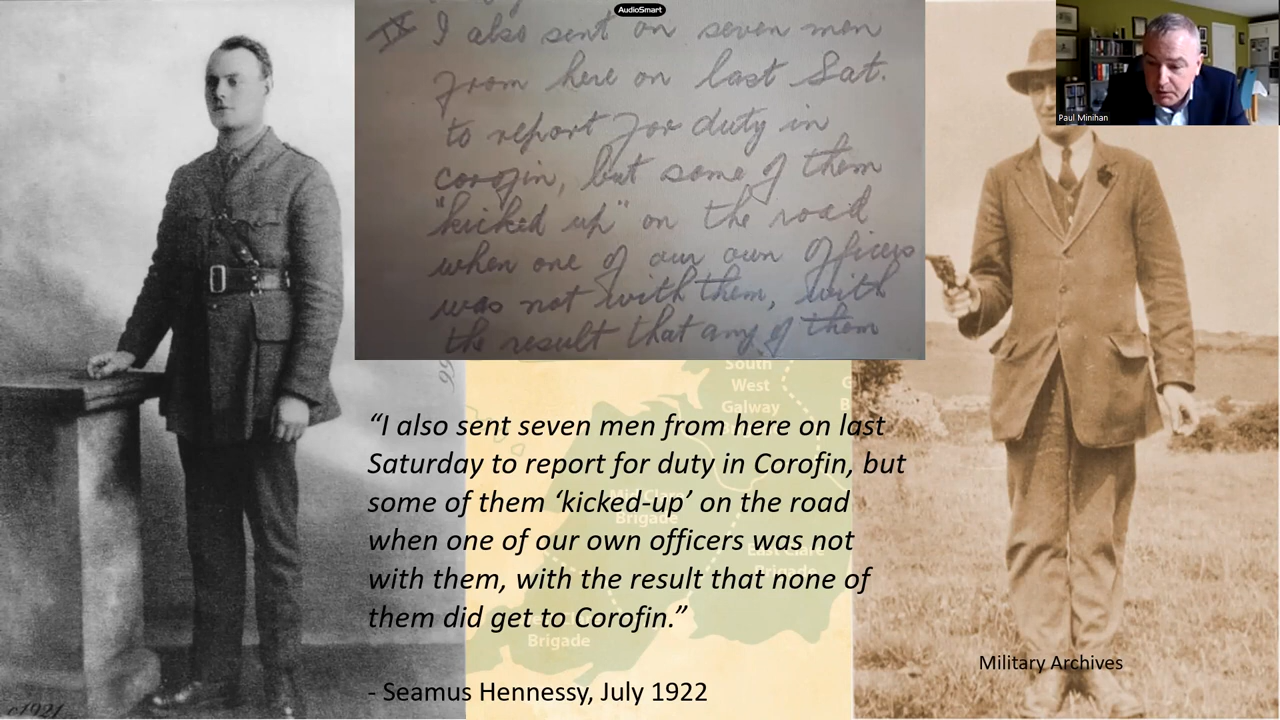 AudioSmart
IX I also sent on seven men
from here on last Sat.
to report for duty in
corofin, but some of them
"kicked up" on the road
when one of our own officers
was not with them, with
the result that any of them
Paul Minihan
South
West
Galway
Brigade
Brigade
“I also sent seven men from here on last
Saturday to report for duty in Corofin, but
some of them ‘kicked-up’ on the road
when one of our own officers was not
with them, with the result that none of
them did get to Corofin.”
- Seamus Hennessy, July 1922
Military Archives
c1921